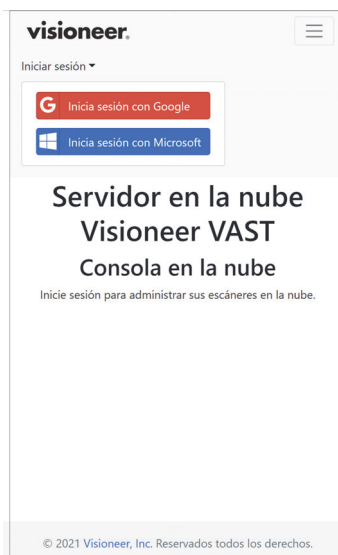 visioneer.
Iniciar sesión
Inicia sesión con Google
Inicia sesión con Microsoft
Servidor en la nube
Visioneer VAST
Consola en la nube
Inicie sesión para administrar sus escáneres en la nube.
© 2021 Visioneer, Inc. Reservados todos los derechos.